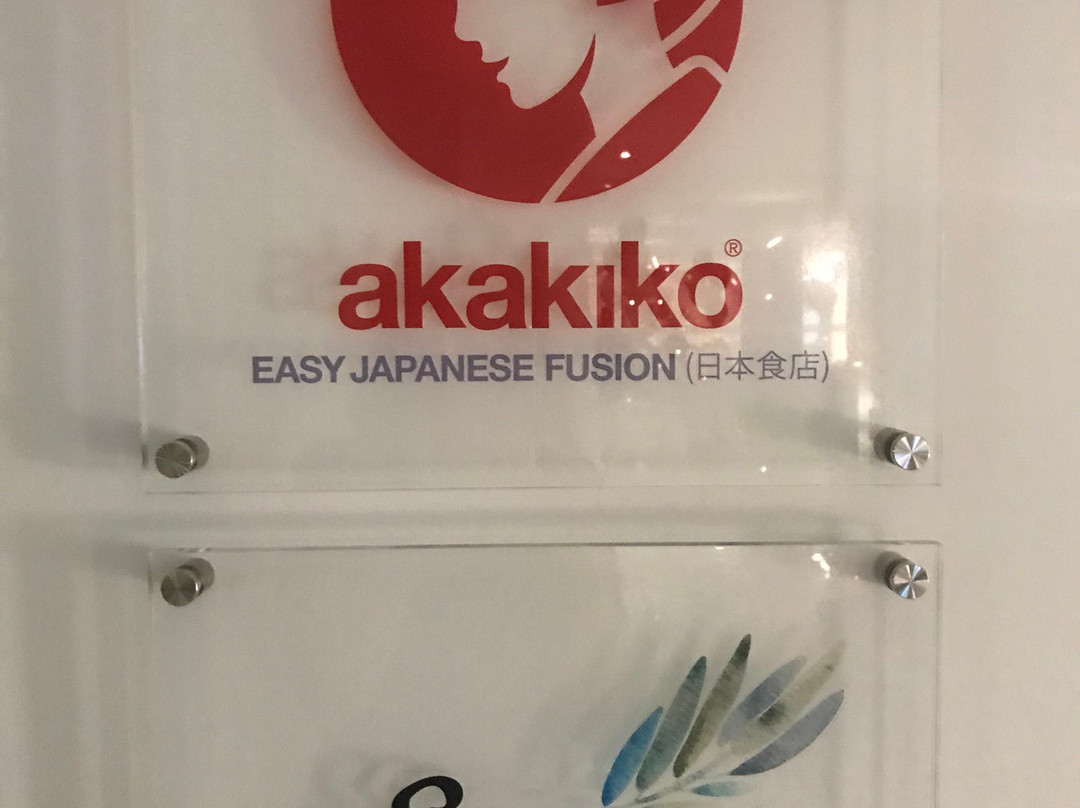 akakiko®
EASY JAPANESE FUSION (日本食店)